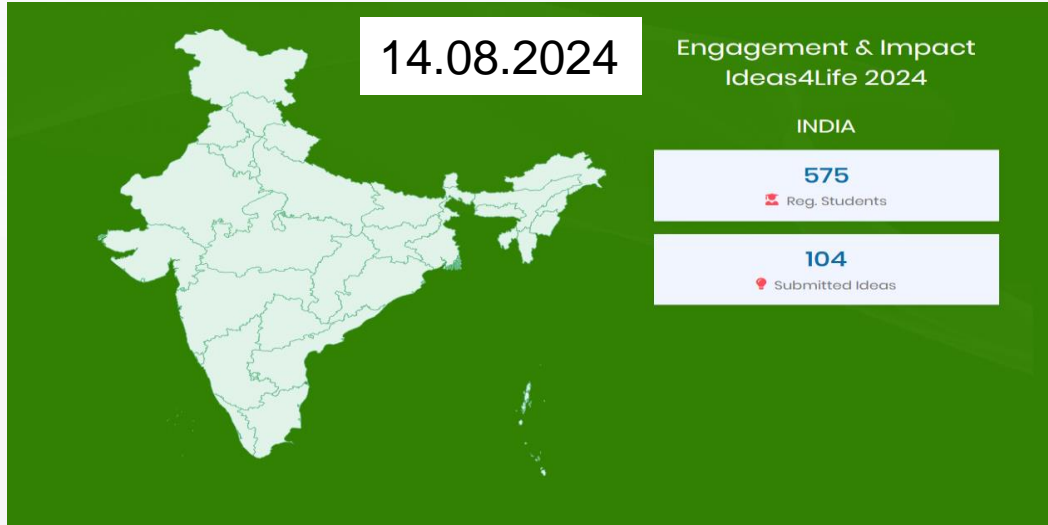 14.08.2024
Engagement & Impact
Ideas4Life 2024
INDIA
575
Reg. Students
104
Submitted Ideas